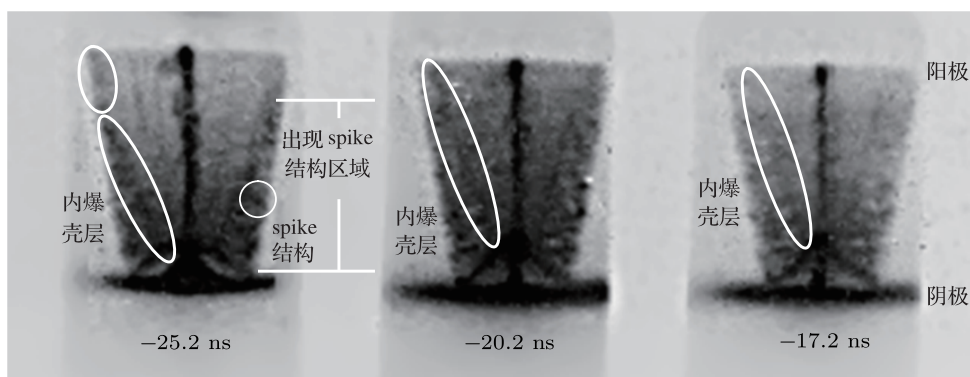 阳极
出现 spike
结构区域
内爆
壳层
spike
结构
内爆
壳层
内爆
壳层
阴极
−25.2 ns
−20.2 ns
−17.2 ns